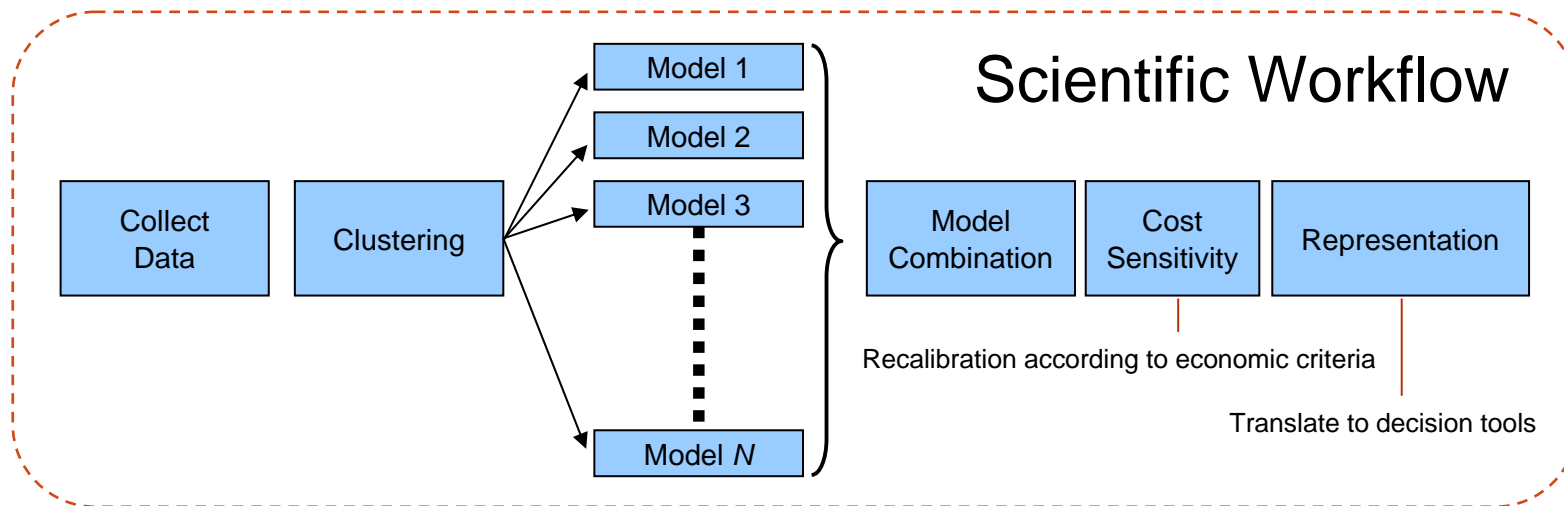 Scientific Workflow
Collect
Data
Clustering
Model 1
Model 2
Model 3
Model N
Model
Combination
Cost
Sensitivity
Representation
Recalibration according to economic criteria
Translate to decision tools